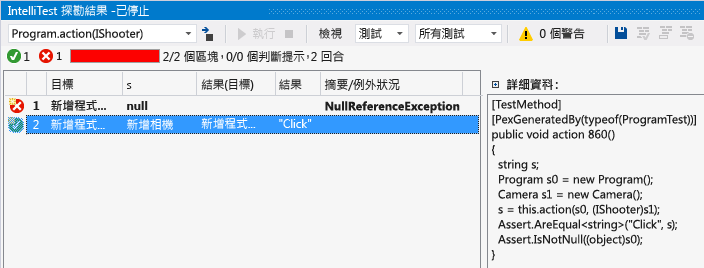 IntelliTest 探勘結果 -已停止
Program.action(IShooter) 執行 檢視 測試 所有測試 0 個警告
1 1 2/2 個區塊, 0/0 個判斷提示, 2 回合
目標 s 結果(目標) 結果 摘要/例外狀況
1 新增程式... null NullReferenceException
2 新增程式... 新增相機 新增程式... "Click"
詳細資料:
[TestMethod]
[PexGeneratedBy(typeof(ProgramTest))]
public void action 860()
{
string s;
Program s0 = new Program();
Camera s1 = new Camera();
s = this.action(s0, (IShooter)s1);
Assert.AreEqual<string>("Click", s);
Assert.IsNotNull((object)s0);
}